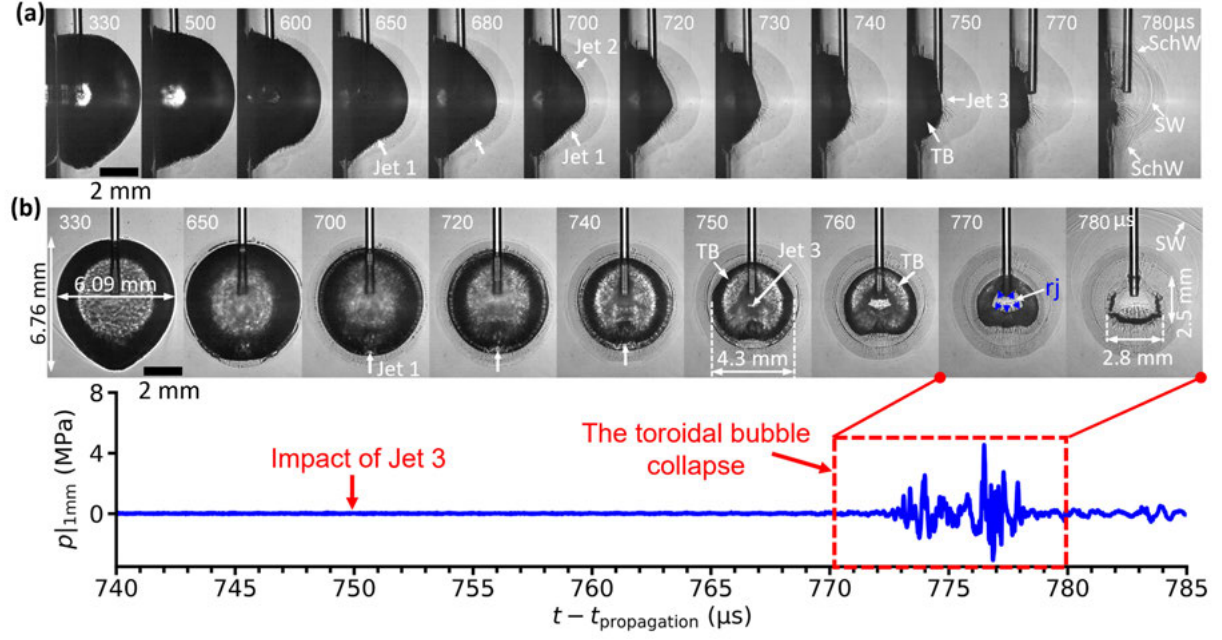 (a)
330 500 600 650 680 700 720 730 740 750 770 780 μs
SchW
Jet 2
Jet 3
SW
Jet 1 Jet 1
TB
SchW
2 mm
(b)
330 650 700 720 740 750 760 770 780 μs
SW
TB Jet 3 TB
rj
6.76 mm
6.09 mm
2.5 mm
Jet 1
4.3 mm
2.8 mm
2 mm
8
4
0
p|1mm (MPa)
Impact of Jet 3
The toroidal bubble
collapse
740 745 750 755 760 765 770 775 780 785
t − tpropagation (μs)